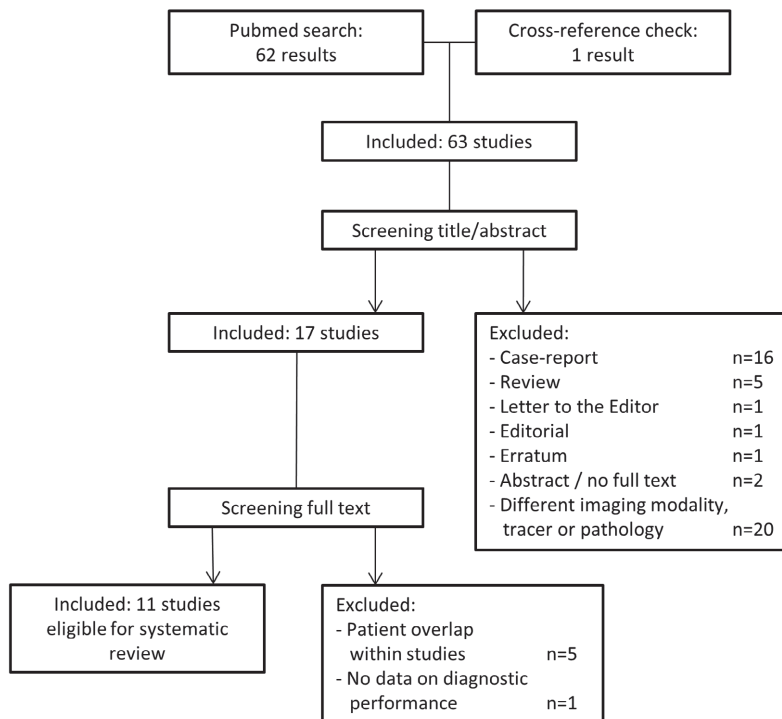 Pubmed search:
62 results
Cross-reference check:
1 result
Included: 63 studies
Screening title/abstract
Included: 17 studies
Excluded:
- Case-report n=16
- Review n=5
- Letter to the Editor n=1
- Editorial n=1
- Erratum n=1
- Abstract / no full text n=2
- Different imaging modality,
tracer or pathology n=20
Screening full text
Included: 11 studies
eligible for systematic
review
Excluded:
- Patient overlap
within studies n=5
- No data on diagnostic
performance n=1